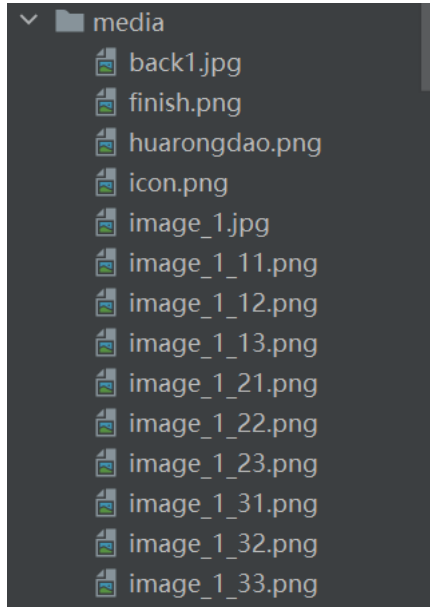 media
back1.jpg
finish.png
huarongdao.png
icon.png
image_1.jpg
image_1_11.png
image_1_12.png
image_1_13.png
image_1_21.png
image_1_22.png
image_1_23.png
image_1_31.png
image_1_32.png
image_1_33.png